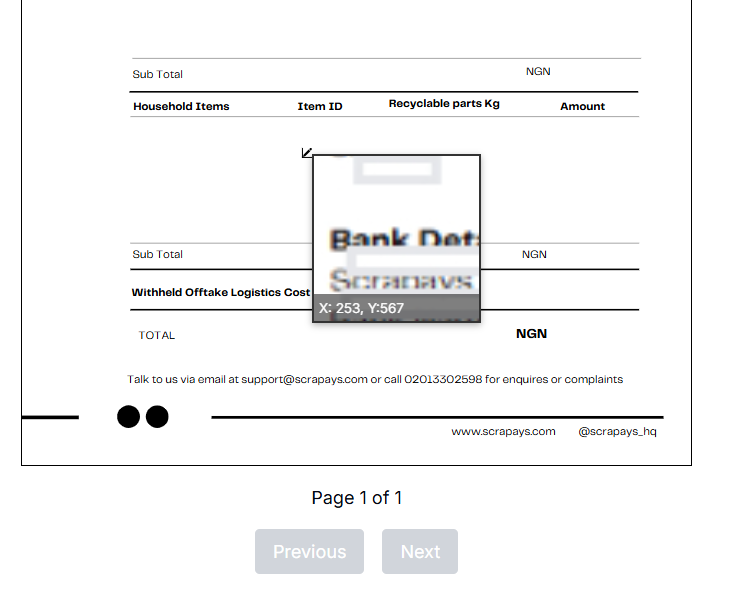 Sub Total NGN
Household Items Item ID Recyclable parts Kg Amount
Bank Det
Sub Total NGN
Scrapays
Withheld Offtake Logistics Cost
X: 253, Y:567
TOTAL NGN
Talk to us via email at support@scrapays.com or call 02013302598 for enquires or complaints
www.scrapays.com @scrapays_hq
Page 1 of 1
Previous Next